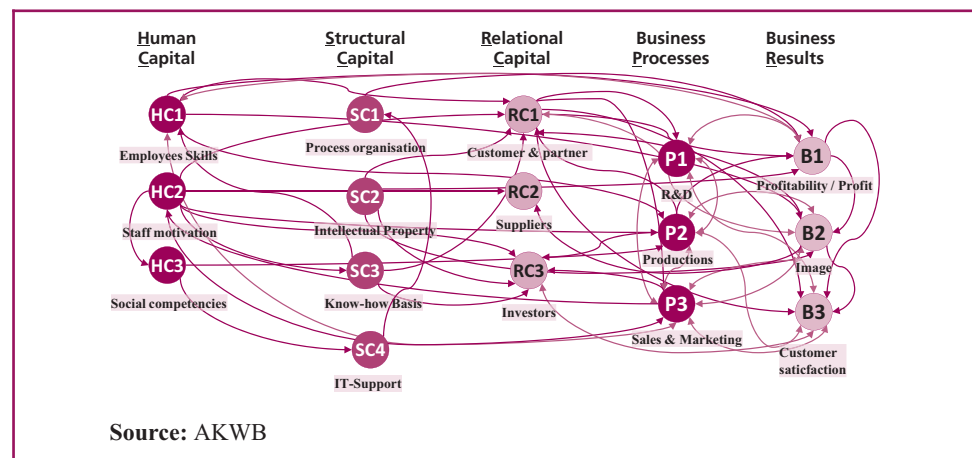 Human Capital
Structural Capital
Relational Capital
Business Processes
Business Results
HC1
SC1
RC1
P1
B1
Employees Skills
Process organisation
Customer & partner
R&D
Profitability / Profit
HC2
SC2
RC2
P2
B2
Staff motivation
Intellectual Property
Suppliers
Productions
Image
HC3
SC3
RC3
P3
B3
Social competencies
Know-how Basis
Investors
Sales & Marketing
Customer
saticfaction
SC4
IT-Support
Source: AKWB